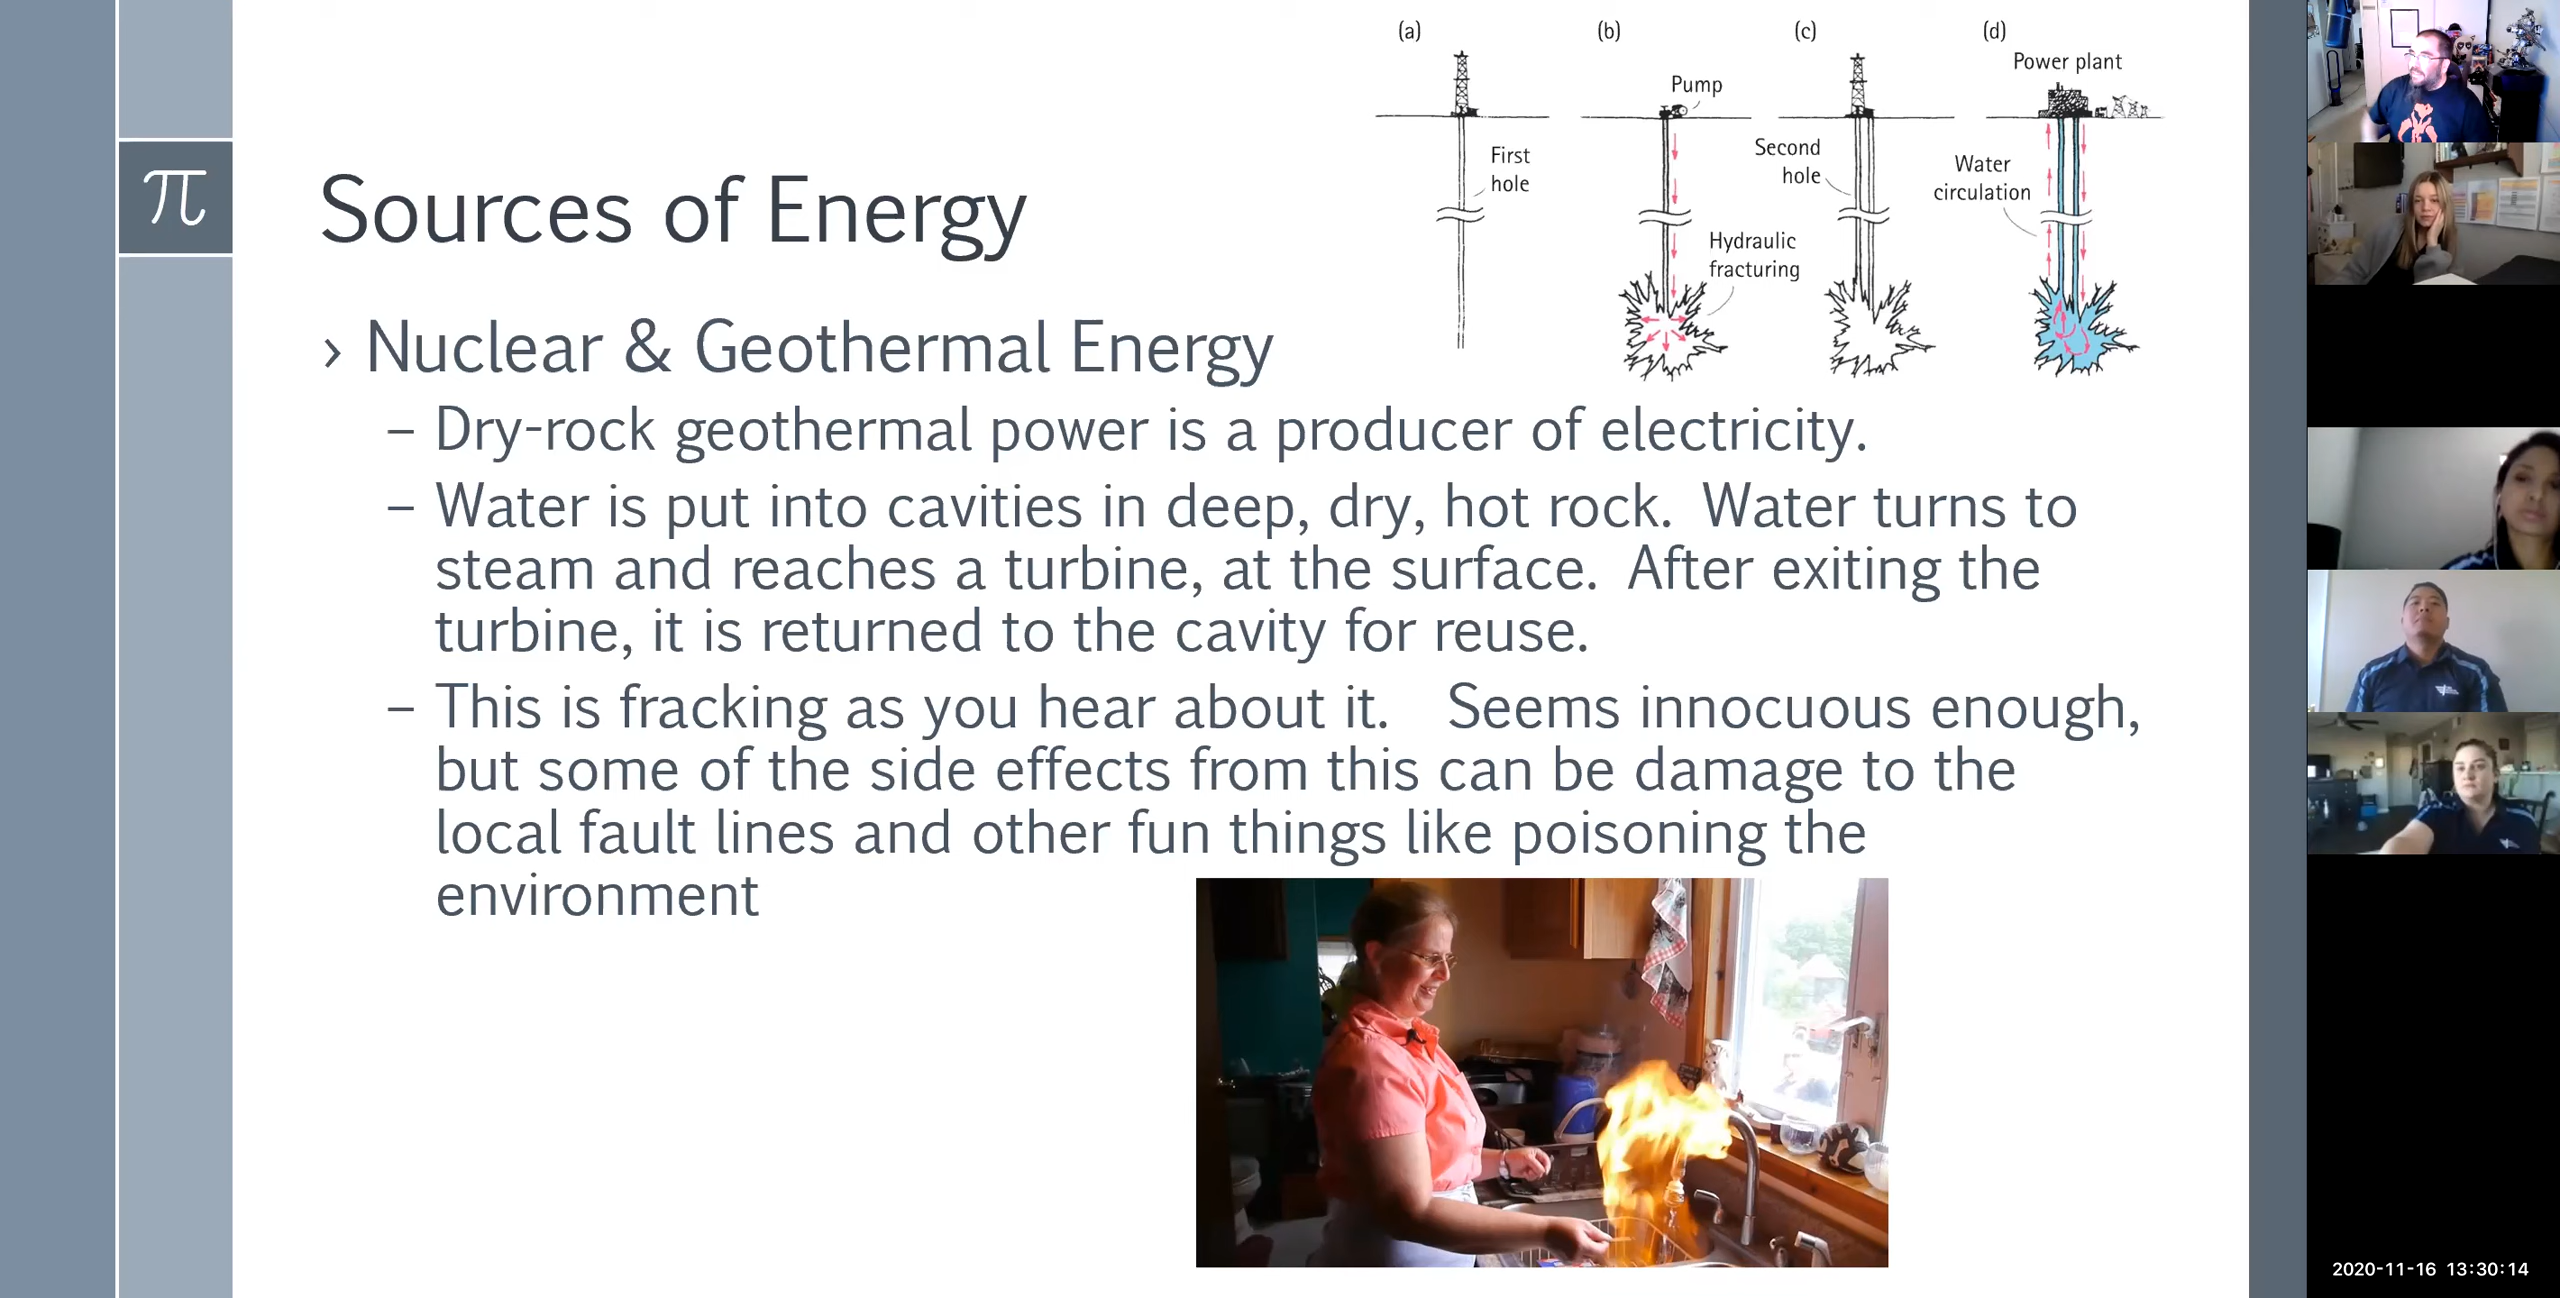 (a)
(b)
(c)
(d)
Power plant
Pump
First
hole
Second
hole
Water
circulation
Hydraulic
fracturing
π
Sources of Energy
› Nuclear & Geothermal Energy
– Dry-rock geothermal power is a producer of electricity.
– Water is put into cavities in deep, dry, hot rock.  Water turns to
steam and reaches a turbine, at the surface.  After exiting the
turbine, it is returned to the cavity for reuse.
– This is fracking as you hear about it.   Seems innocuous enough,
but some of the side effects from this can be damage to the
local fault lines and other fun things like poisoning the
environment
2020-11-16 13:30:14